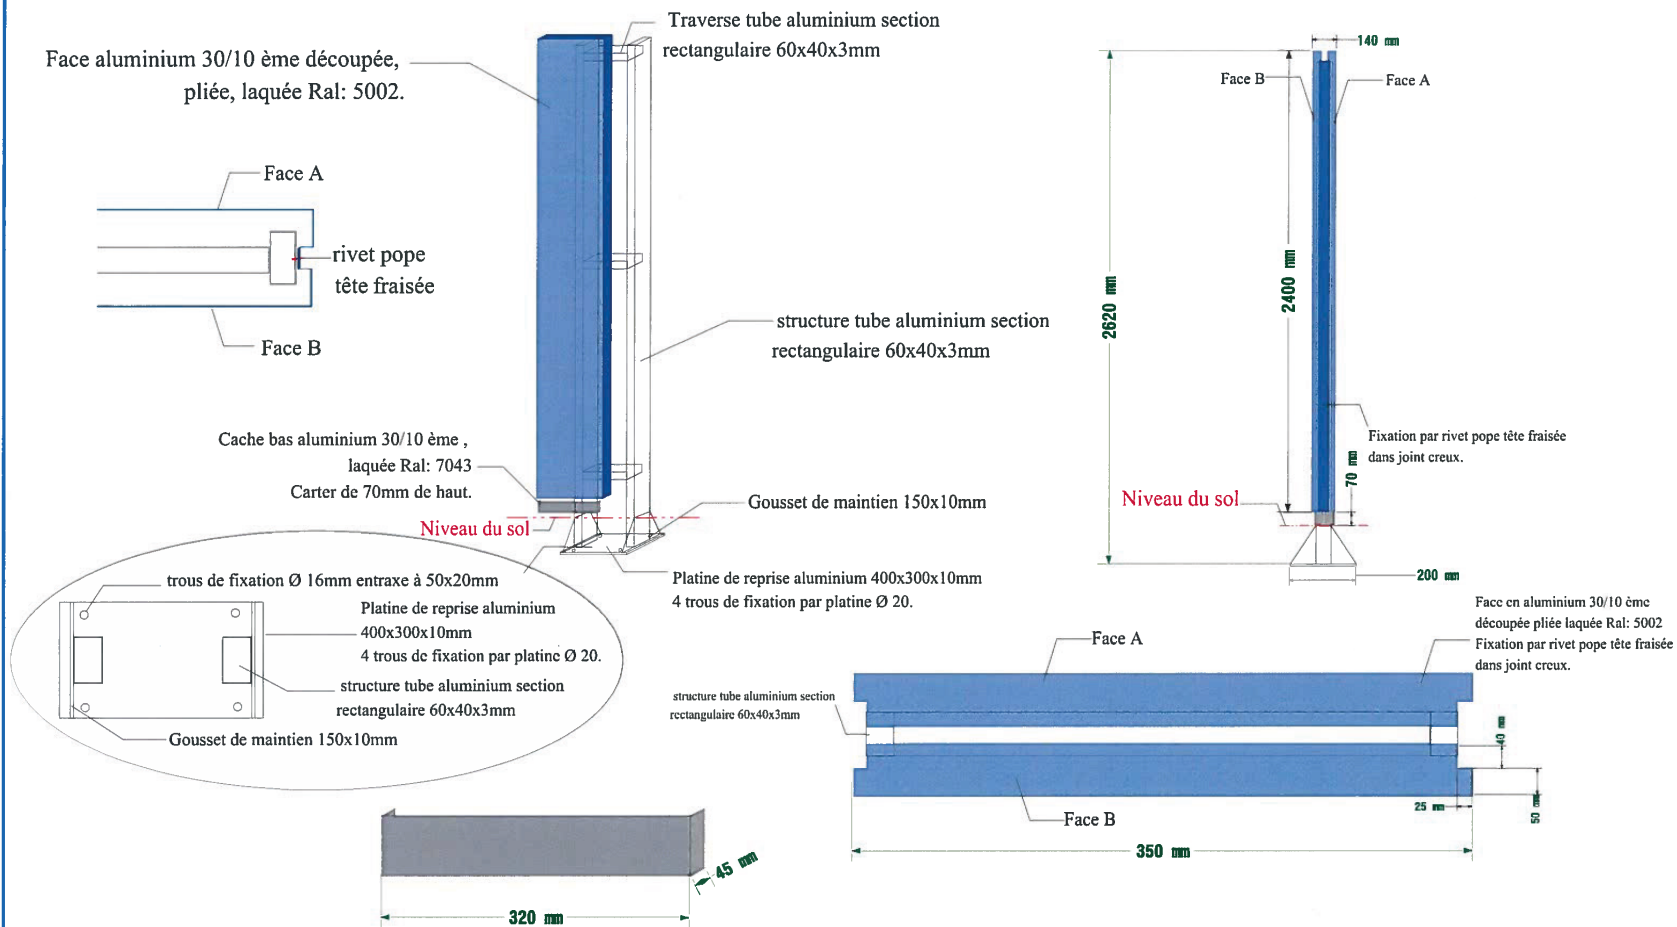 Traverse tube aluminium section
rectangulaire 60x40x3mm
Face aluminium 30/10 ème découpée,
pliée, laquée Ral: 5002.
Face A
rivet pope
tête fraisée
Face B
structure tube aluminium section
rectangulaire 60x40x3mm
Cache bas aluminium 30/10 ème ,
laquée Ral: 7043
Carter de 70mm de haut.
Gousset de maintien 150x10mm
Niveau du sol
Platine de reprise aluminium 400x300x10mm
4 trous de fixation par platine Ø 20.
trous de fixation Ø 16mm entraxe à 50x20mm
Platine de reprise aluminium
400x300x10mm
4 trous de fixation par platine Ø 20.
structure tube aluminium section
rectangulaire 60x40x3mm
Gousset de maintien 150x10mm
45 mm
320 mm
140 mm
Face B
Face A
2620 mm
2400 mm
Fixation par rivet pope tête fraisée
dans joint creux.
70 mm
Niveau du sol
200 mm
Face en aluminium 30/10 ème
découpée pliée laquée Ral: 5002
Fixation par rivet pope tête fraisée
dans joint creux.
Face A
structure tube aluminium section
rectangulaire 60x40x3mm
40 mm
25 mm
50 mm
Face B
350 mm